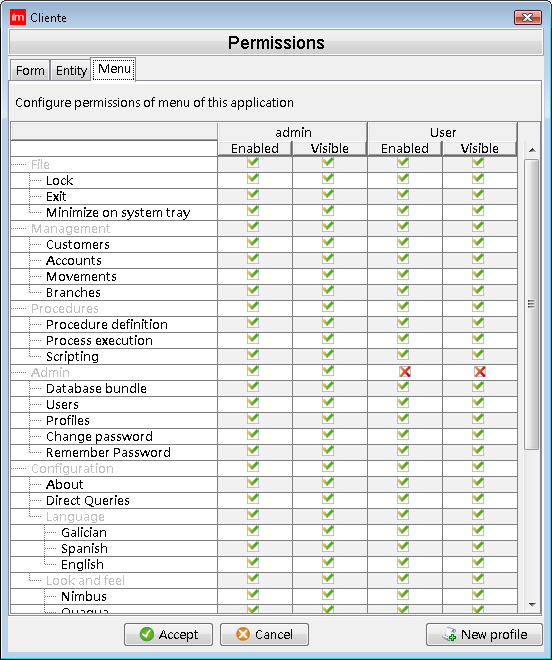 im Cliente
Permissions
Form Entity Menu
Configure permissions of menu of this application
admin User
Enabled Visible Enabled Visible
File
Lock
Exit
Minimize on system tray
Management
Customers
Accounts
Movements
Branches
Procedures
Procedure definition
Process execution
Scripting
Admin
Database bundle
Users
Profiles
Change password
Remember Password
Configuration
About
Direct Queries
Language
Galician
Spanish
English
Look and feel
Nimbus
Quaqua
Accept Cancel New profile